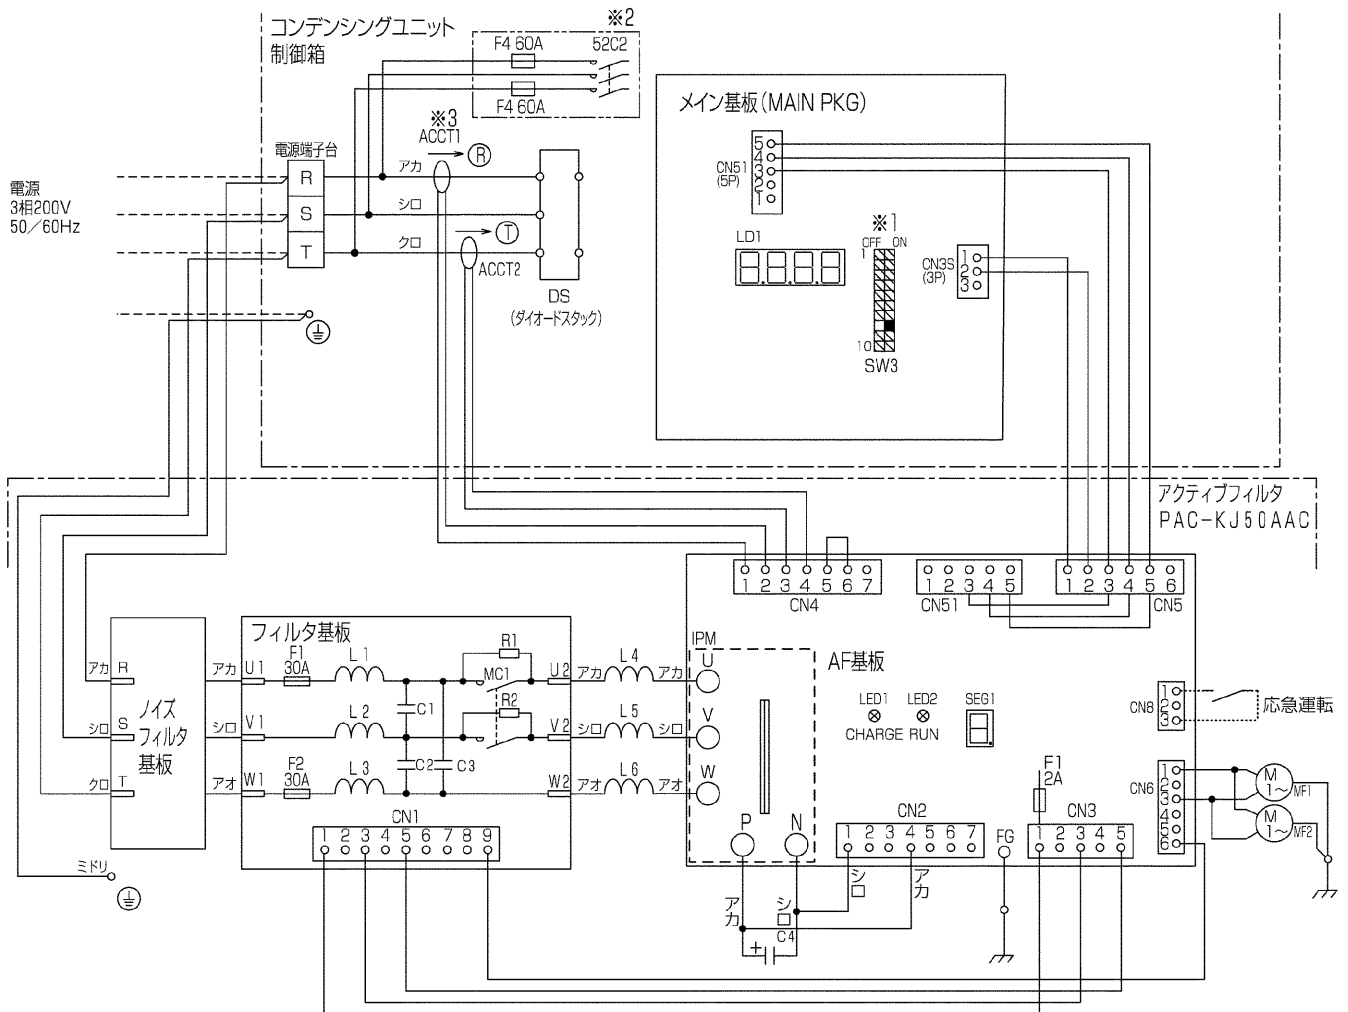 コンデンシングユニット
制御箱
※2
F4 60A
52C2
F4 60A
※3
ACCT1
R
電源端子台
アカ
R
電源
3相200V
50/60Hz
シロ
S
T
クロ
T
ACCT2
DS
(ダイオードスタック)
メイン基板(MAIN PKG)
CN51
(5P)
5
4
3
2
1
LD1
※1
OFF ON
1
10
SW3
CN3S
(3P)
1
2
3
アクティブフィルタ
PAC-KJ50AAC
1 2 3 4 5 6 7
CN4
1 2 3 4 5
CN51
1 2 3 4 5 6
CN5
フィルタ基板
アカ R
シロ S
クロ T
ノイズ
フィルタ
基板
アカ U1
F1
30A
L1
R1
MC1
U2 アカ
L4
アカ
シロ V1
L2
C1
R2
V2 シロ
L5
シロ
アオ W1
F2
30A
L3
C2
C3
W2 アオ
L6
アオ
CN1
1 2 3 4 5 6 7 8 9
ミドリ
IPM
U
V
W
P
N
AF基板
LED1 LED2
CHARGE RUN
SEG1
CN8
1
2
3
応急運転
F1
2A
CN6
1
2
3
4
5
6
M
1~
MF1
M
1~
MF2
CN2
1 2 3 4 5 6 7
FG
CN3
1 2 3 4 5
アカ
シロ
シロ
アカ
+
C4